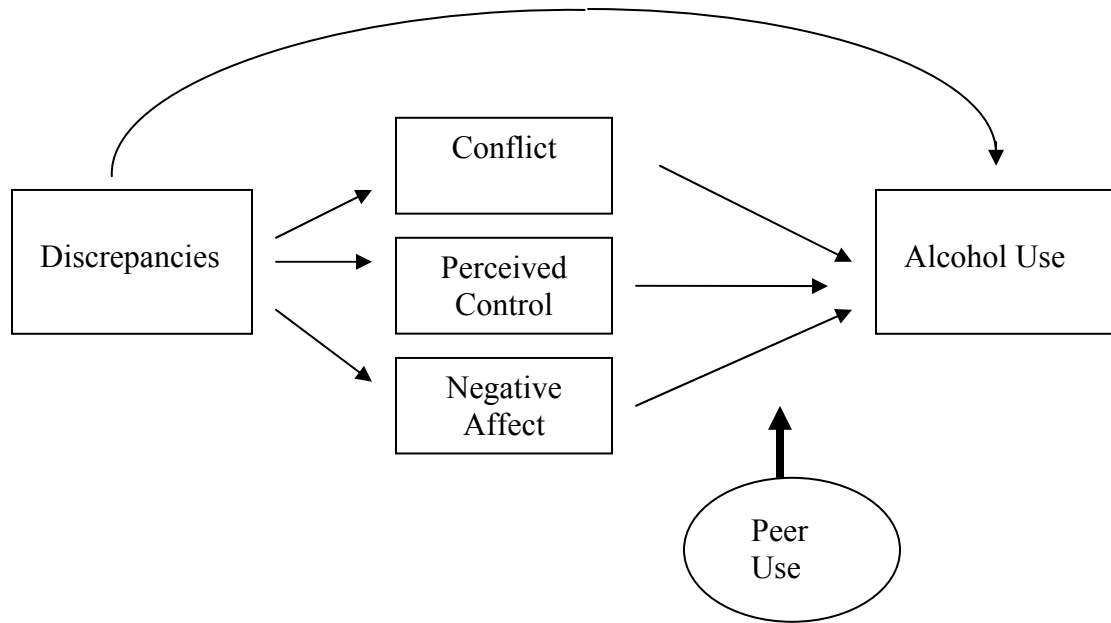 Conflict
Discrepancies
Perceived
Control
Alcohol Use
Negative
Affect
Peer
Use